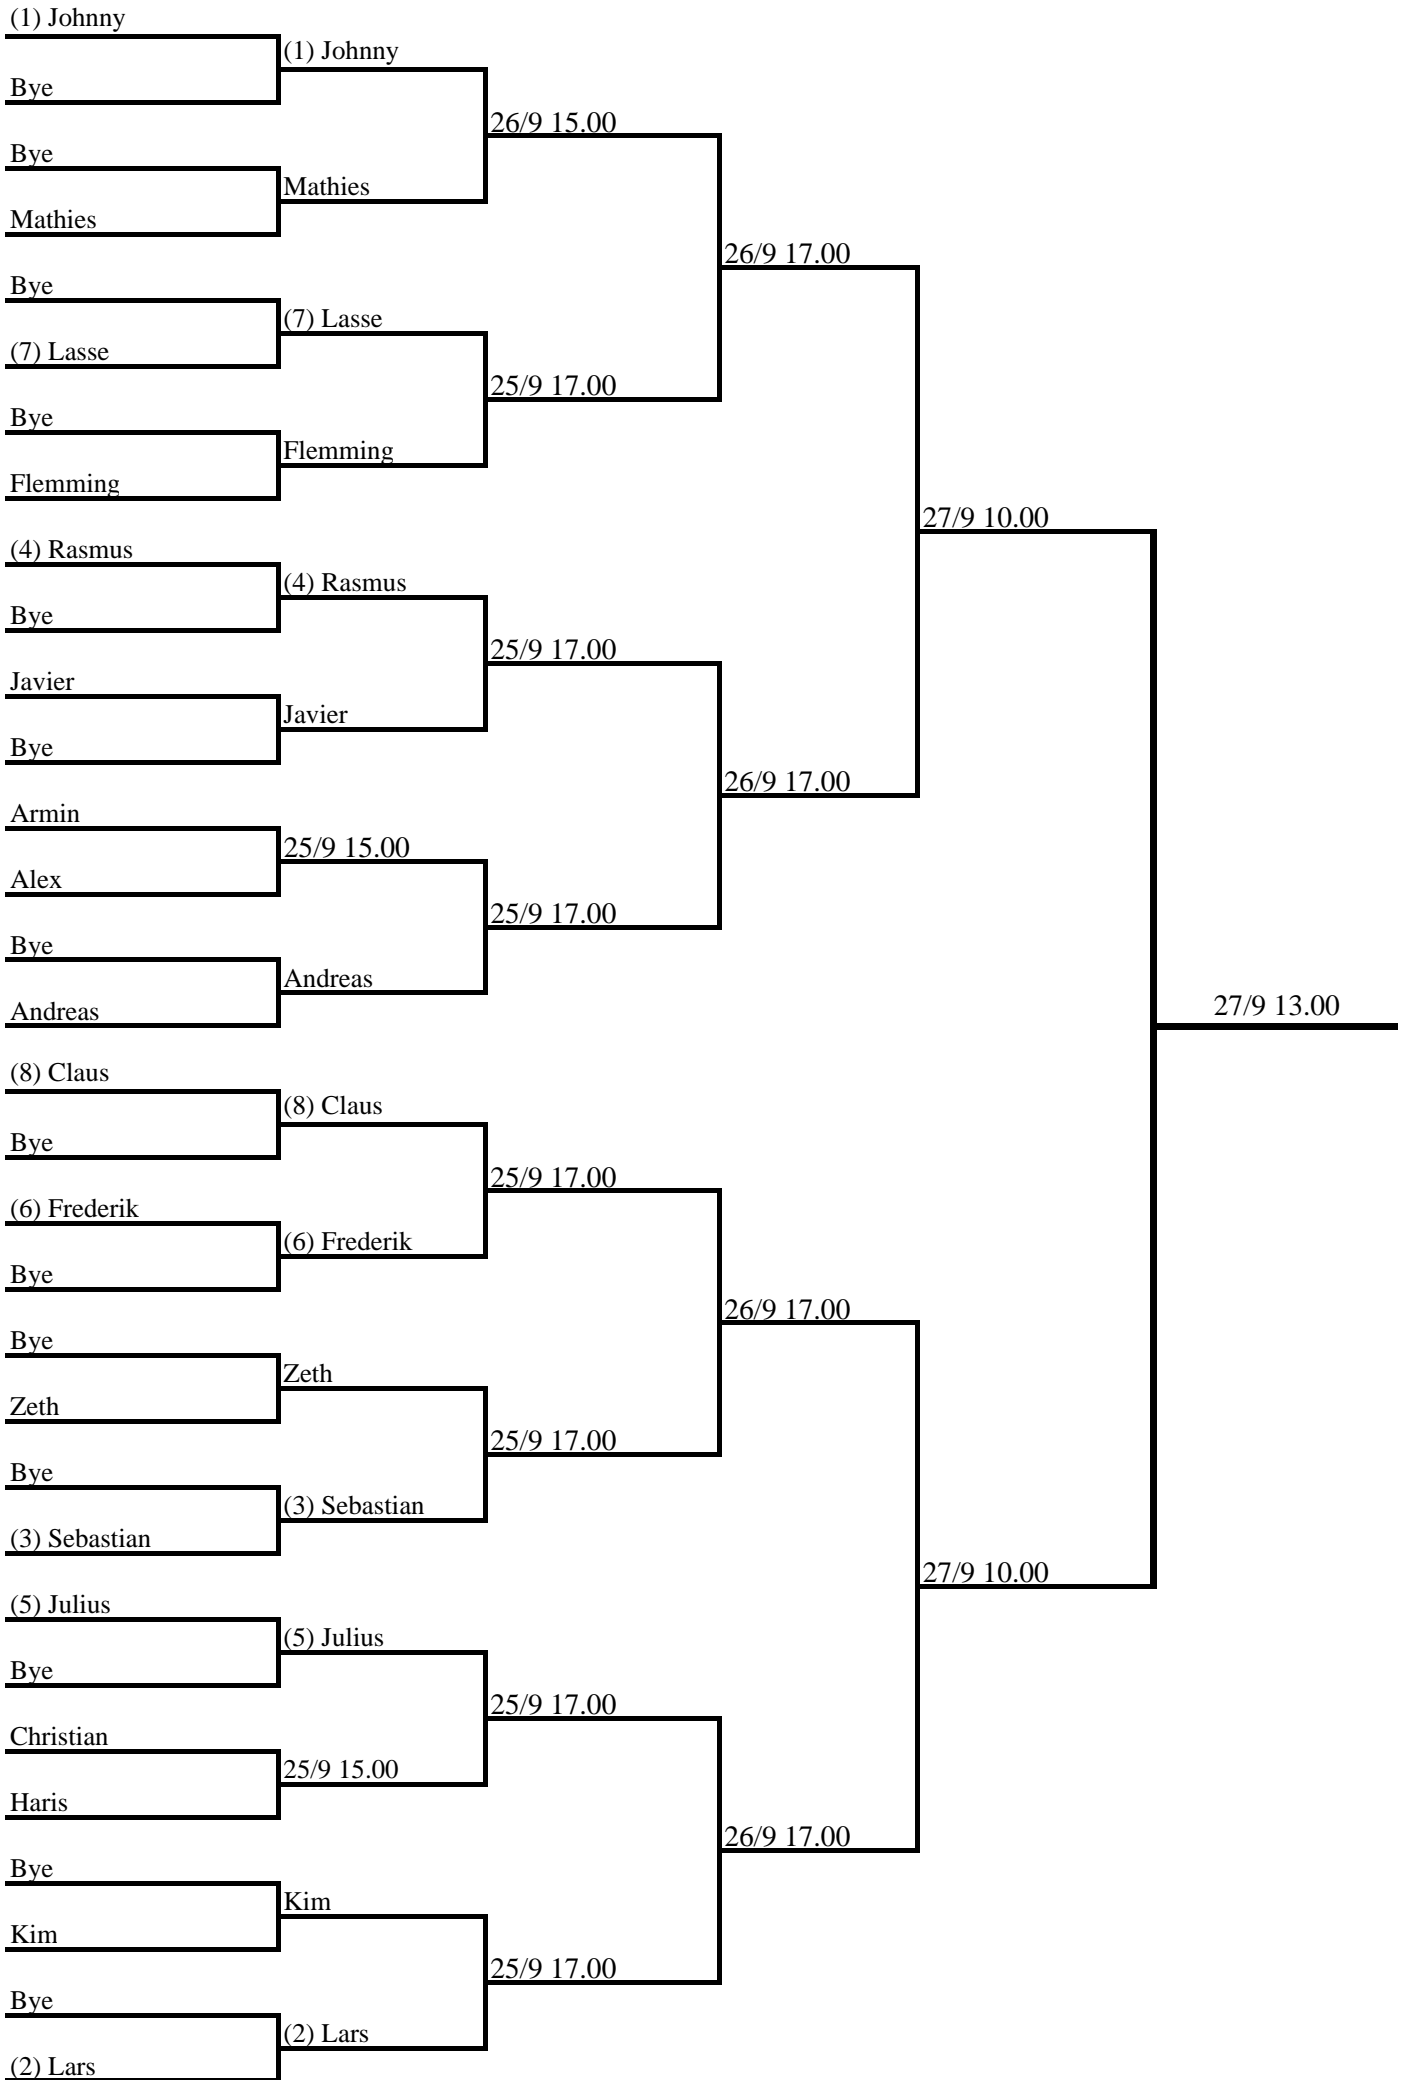 (1) Johnny
(1) Johnny
Bye
26/9 15.00
Bye
Mathies
Mathies
26/9 17.00
Bye
(7) Lasse
(7) Lasse
25/9 17.00
Bye
Flemming
Flemming
27/9 10.00
(4) Rasmus
(4) Rasmus
Bye
25/9 17.00
Javier
Javier
Bye
26/9 17.00
Armin
25/9 15.00
Alex
25/9 17.00
Bye
Andreas
Andreas
27/9 13.00
(8) Claus
(8) Claus
Bye
25/9 17.00
(6) Frederik
(6) Frederik
Bye
26/9 17.00
Bye
Zeth
Zeth
25/9 17.00
Bye
(3) Sebastian
(3) Sebastian
27/9 10.00
(5) Julius
(5) Julius
Bye
25/9 17.00
Christian
25/9 15.00
Haris
26/9 17.00
Bye
Kim
Kim
25/9 17.00
Bye
(2) Lars
(2) Lars